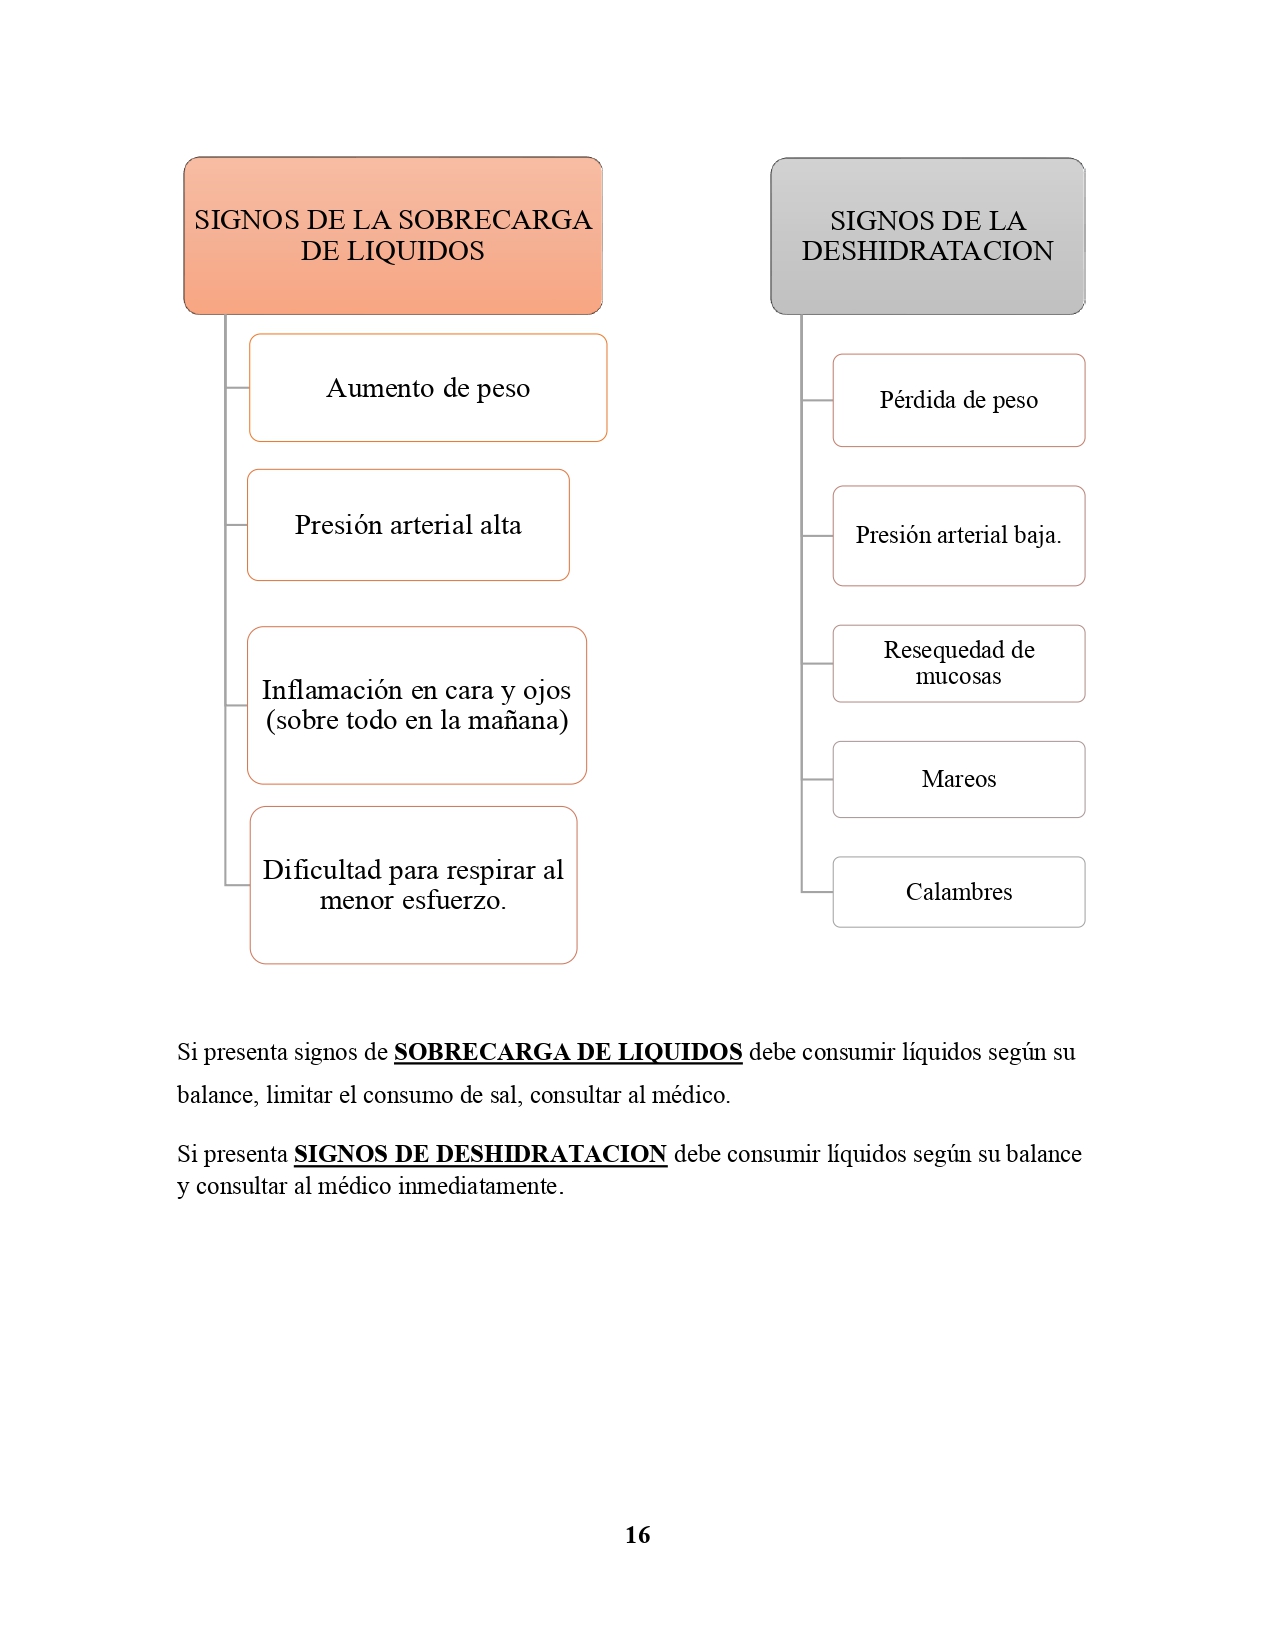 SIGNOS DE LA SOBRECARGA
DE LIQUIDOS
Aumento de peso
Presión arterial alta
Inflamación en cara y ojos
(sobre todo en la mañana)
Dificultad para respirar al
menor esfuerzo.
SIGNOS DE LA
DESHIDRATACION
Pérdida de peso
Presión arterial baja.
Resequedad de
mucosas
Mareos
Calambres
Si presenta signos de SOBRECARGA DE LIQUIDOS debe consumir líquidos según su
balance, limitar el consumo de sal, consultar al médico.
Si presenta SIGNOS DE DESHIDRATACION debe consumir líquidos según su balance
y consultar al médico inmediatamente.
16